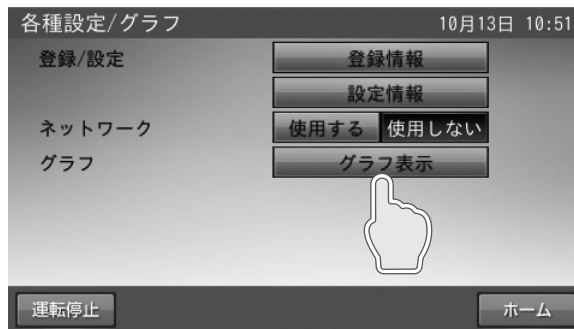 各種設定/グラフ 10月13日 10:51
登録/設定 登録情報
設定情報
ネットワーク 使用する 使用しない
グラフ グラフ表示
運転停止 ホーム